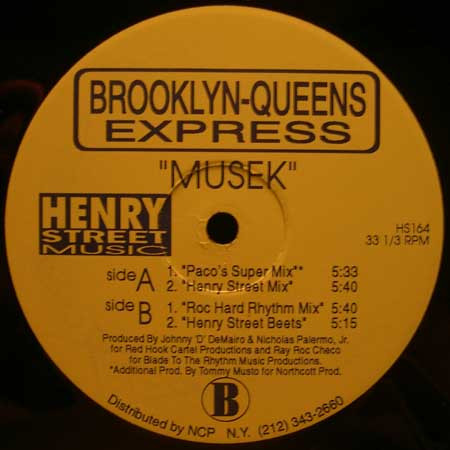 BROOKLYN-QUEENS
EXPRESS
"MUSEK"
HENRY
STREET
MUSIC
HS164
33 1/3 RPM
side A
1. "Paco's Super Mix"* 5:33
2. "Henry Street Mix" 5:40
side B
1. "Roc Hard Rhythm Mix" 5:40
2. "Henry Street Beets" 5:15
Produced By Johnny 'D' DeMairo & Nicholas Palermo, Jr.
for Red Hook Cartel Productions and Ray Roc Checo
for Blade To The Rhythm Music Productions.
*Additional Prod. By Tommy Musto for Northcott Prod.
B
Distributed by NCP N.Y. (212) 343-2660